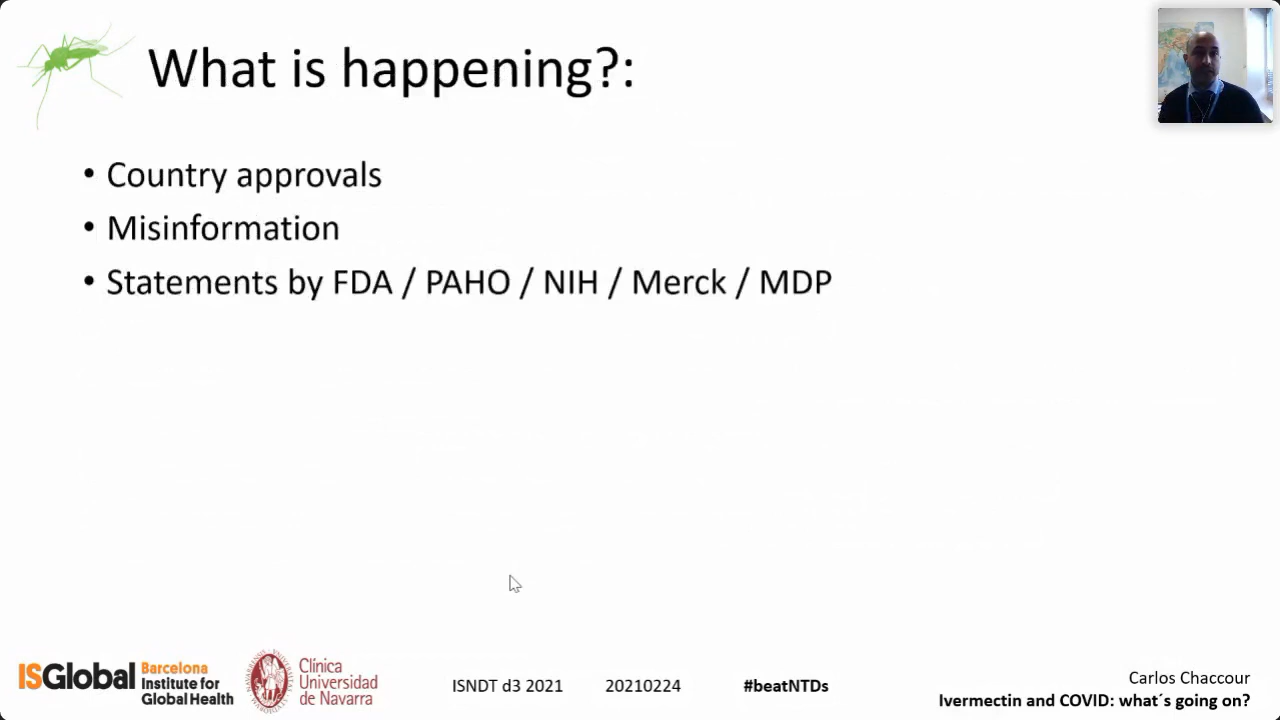 What is happening?:
• Country approvals
• Misinformation
• Statements by FDA / PAHO / NIH / Merck / MDP
ISGlobal Barcelona
Institute for
Global Health
Clínica
Universidad
de Navarra
ISNDT d3 2021 20210224 #beatNTDs
Carlos Chaccour
Ivermectin and COVID: what´s going on?